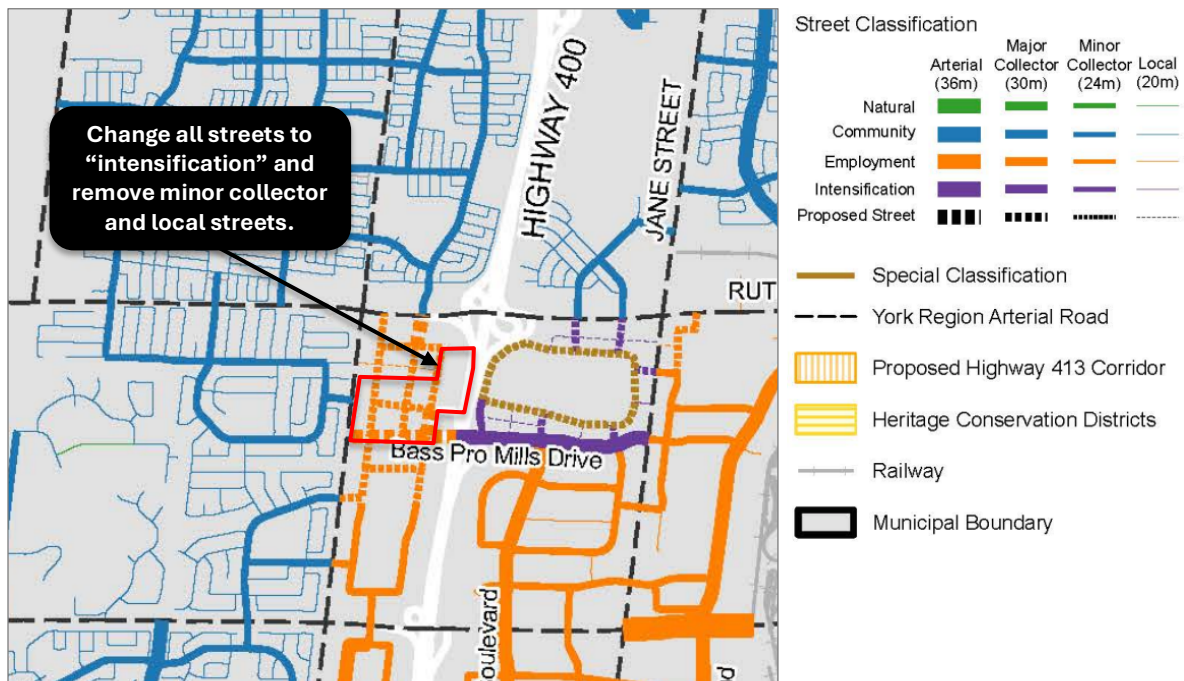 Change all streets to
“intensification” and
remove minor collector
and local streets.
HIGHWAY 400
JANE STREET
RUT
Bass Pro Mills Drive
oulevard
d
Street Classification
Arterial
(36m)
Major
Collector
(30m)
Minor
Collector
(24m)
Local
(20m)
Natural
Community
Employment
Intensification
Proposed Street
Special Classification
York Region Arterial Road
Proposed Highway 413 Corridor
Heritage Conservation Districts
Railway
Municipal Boundary